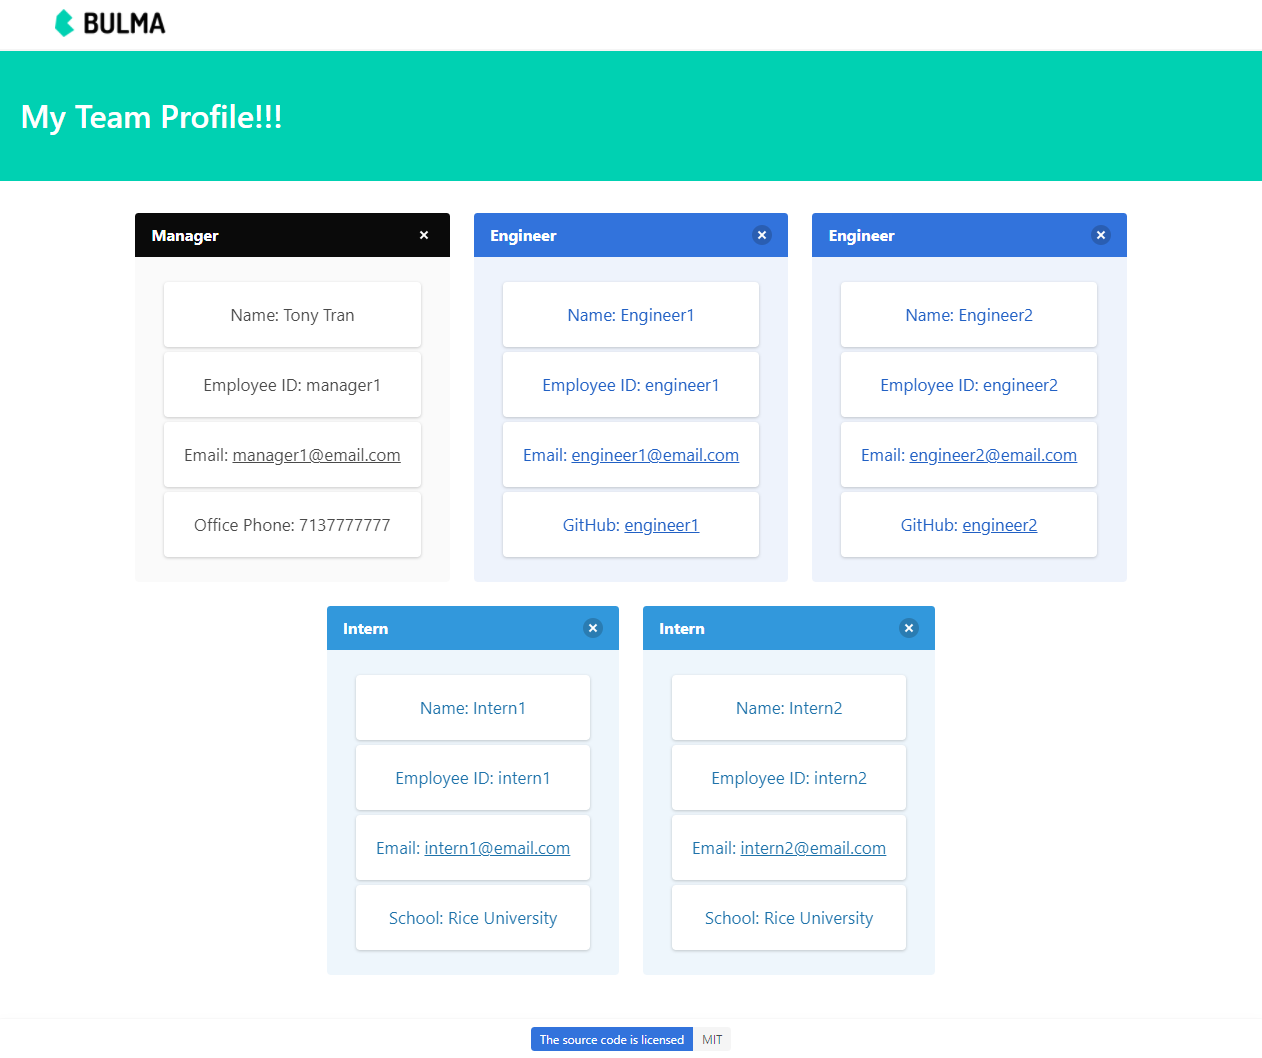 BULMA
My Team Profile!!!
Manager
Name: Tony Tran
Employee ID: manager1
Email: manager1@email.com
Office Phone: 7137777777
Engineer
Name: Engineer1
Employee ID: engineer1
Email: engineer1@email.com
GitHub: engineer1
Engineer
Name: Engineer2
Employee ID: engineer2
Email: engineer2@email.com
GitHub: engineer2
Intern
Name: Intern1
Employee ID: intern1
Email: intern1@email.com
School: Rice University
Intern
Name: Intern2
Employee ID: intern2
Email: intern2@email.com
School: Rice University
The source code is licensed MIT